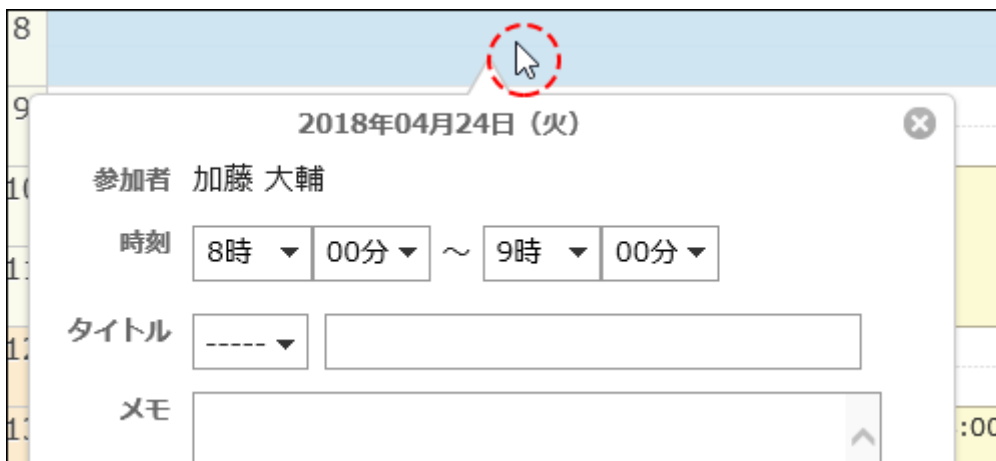 8
9
2018年04月24日（火）
参加者 加藤 大輔
時刻 8時 00分 ～ 9時 00分
タイトル -----
メモ
:00